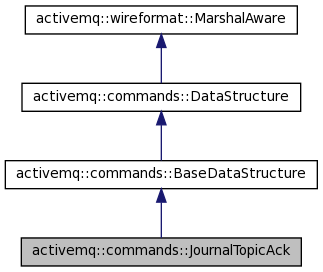 activemq::wireformat::MarshalAware
activemq::commands::DataStructure
activemq::commands::BaseDataStructure
activemq::commands::JournalTopicAck